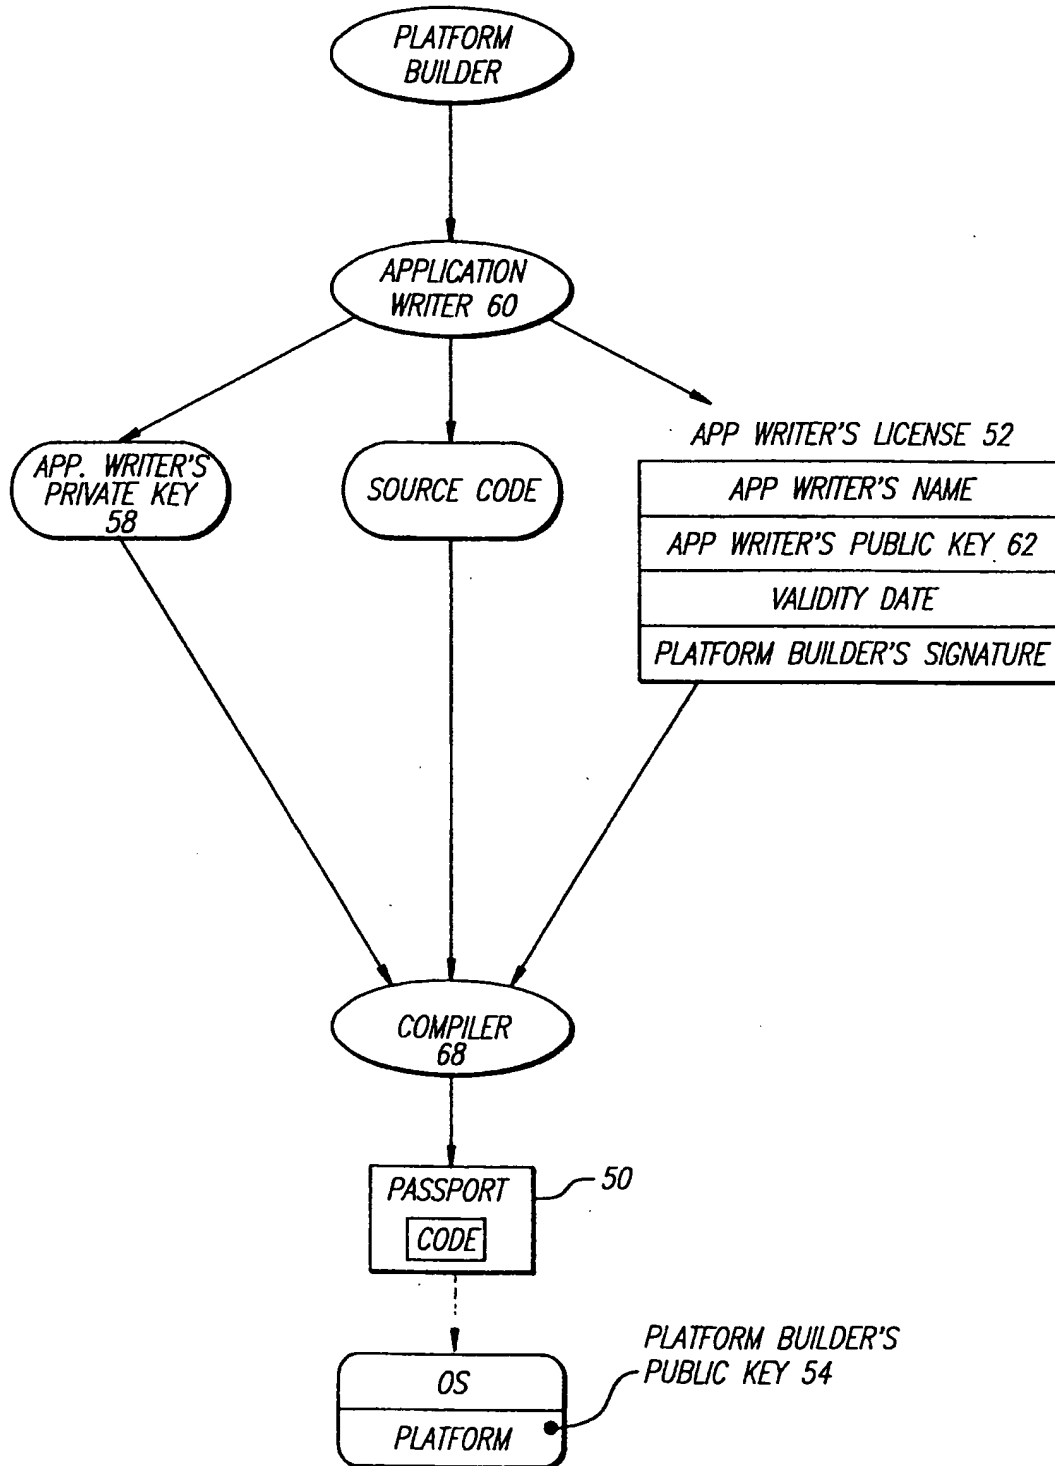 PLATFORM
BUILDER
APPLICATION
WRITER 60
APP. WRITER'S
PRIVATE KEY
58
SOURCE CODE
APP WRITER'S LICENSE 52
APP WRITER'S NAME
APP WRITER'S PUBLIC KEY 62
VALIDITY DATE
PLATFORM BUILDER'S SIGNATURE
COMPILER
68
PASSPORT
CODE
50
OS
PLATFORM
PLATFORM BUILDER'S
PUBLIC KEY 54